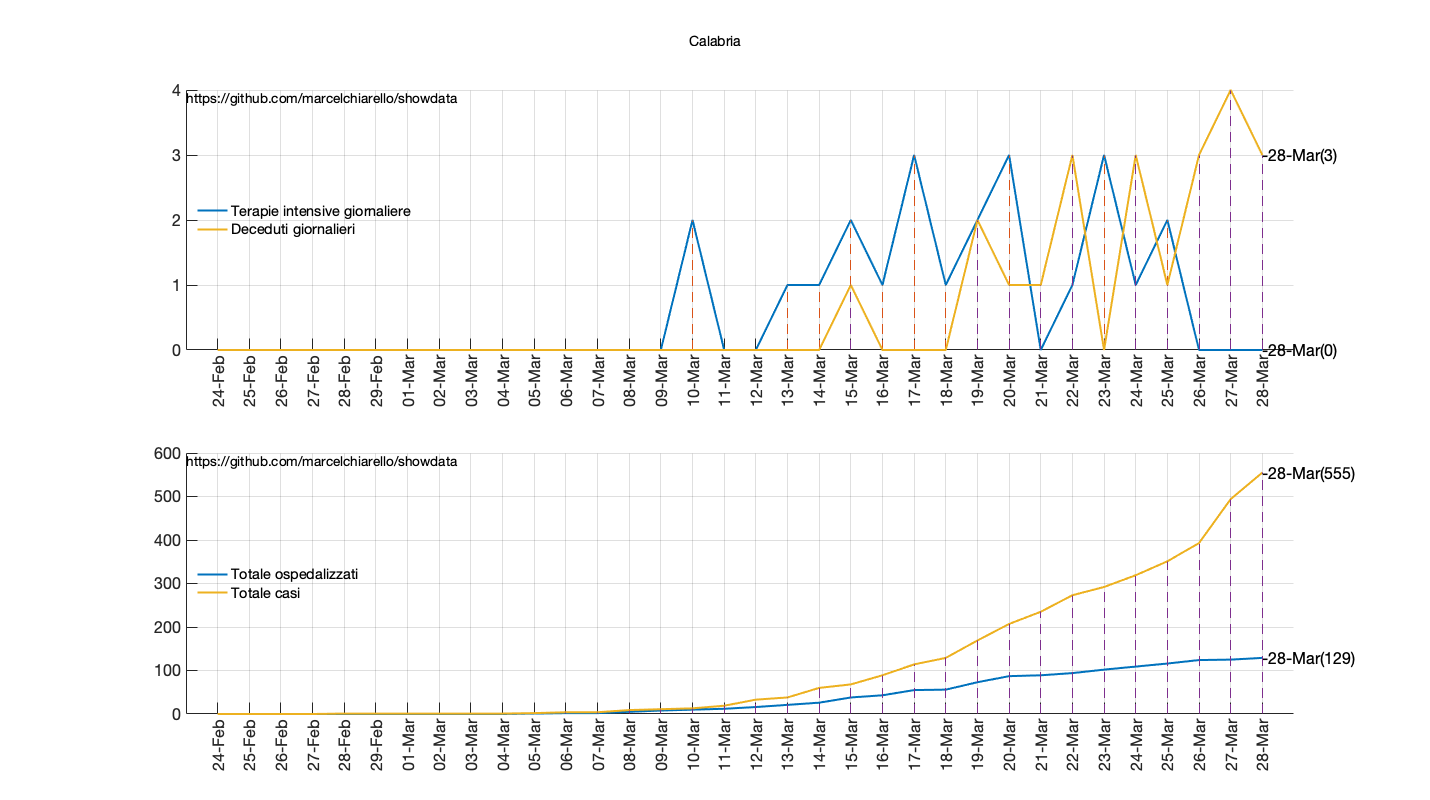 Calabria
4
https://github.com/marcelchiarello/showdata
3
-28-Mar(3)
Terapie intensive giornaliere
2
Deceduti giornalieri
1
0
-28-Mar(0)
24-Feb
25-Feb
26-Feb
27-Feb
28-Feb
29-Feb
01-Mar
02-Mar
03-Mar
04-Mar
05-Mar
06-Mar
07-Mar
08-Mar
09-Mar
10-Mar
11-Mar
12-Mar
13-Mar
14-Mar
15-Mar
16-Mar
17-Mar
18-Mar
19-Mar
20-Mar
21-Mar
22-Mar
23-Mar
24-Mar
25-Mar
26-Mar
27-Mar
28-Mar
600
https://github.com/marcelchiarello/showdata
-28-Mar(555)
500
400
Totale ospedalizzati
300
Totale casi
200
100
-28-Mar(129)
0
24-Feb
25-Feb
26-Feb
27-Feb
28-Feb
29-Feb
01-Mar
02-Mar
03-Mar
04-Mar
05-Mar
06-Mar
07-Mar
08-Mar
09-Mar
10-Mar
11-Mar
12-Mar
13-Mar
14-Mar
15-Mar
16-Mar
17-Mar
18-Mar
19-Mar
20-Mar
21-Mar
22-Mar
23-Mar
24-Mar
25-Mar
26-Mar
27-Mar
28-Mar